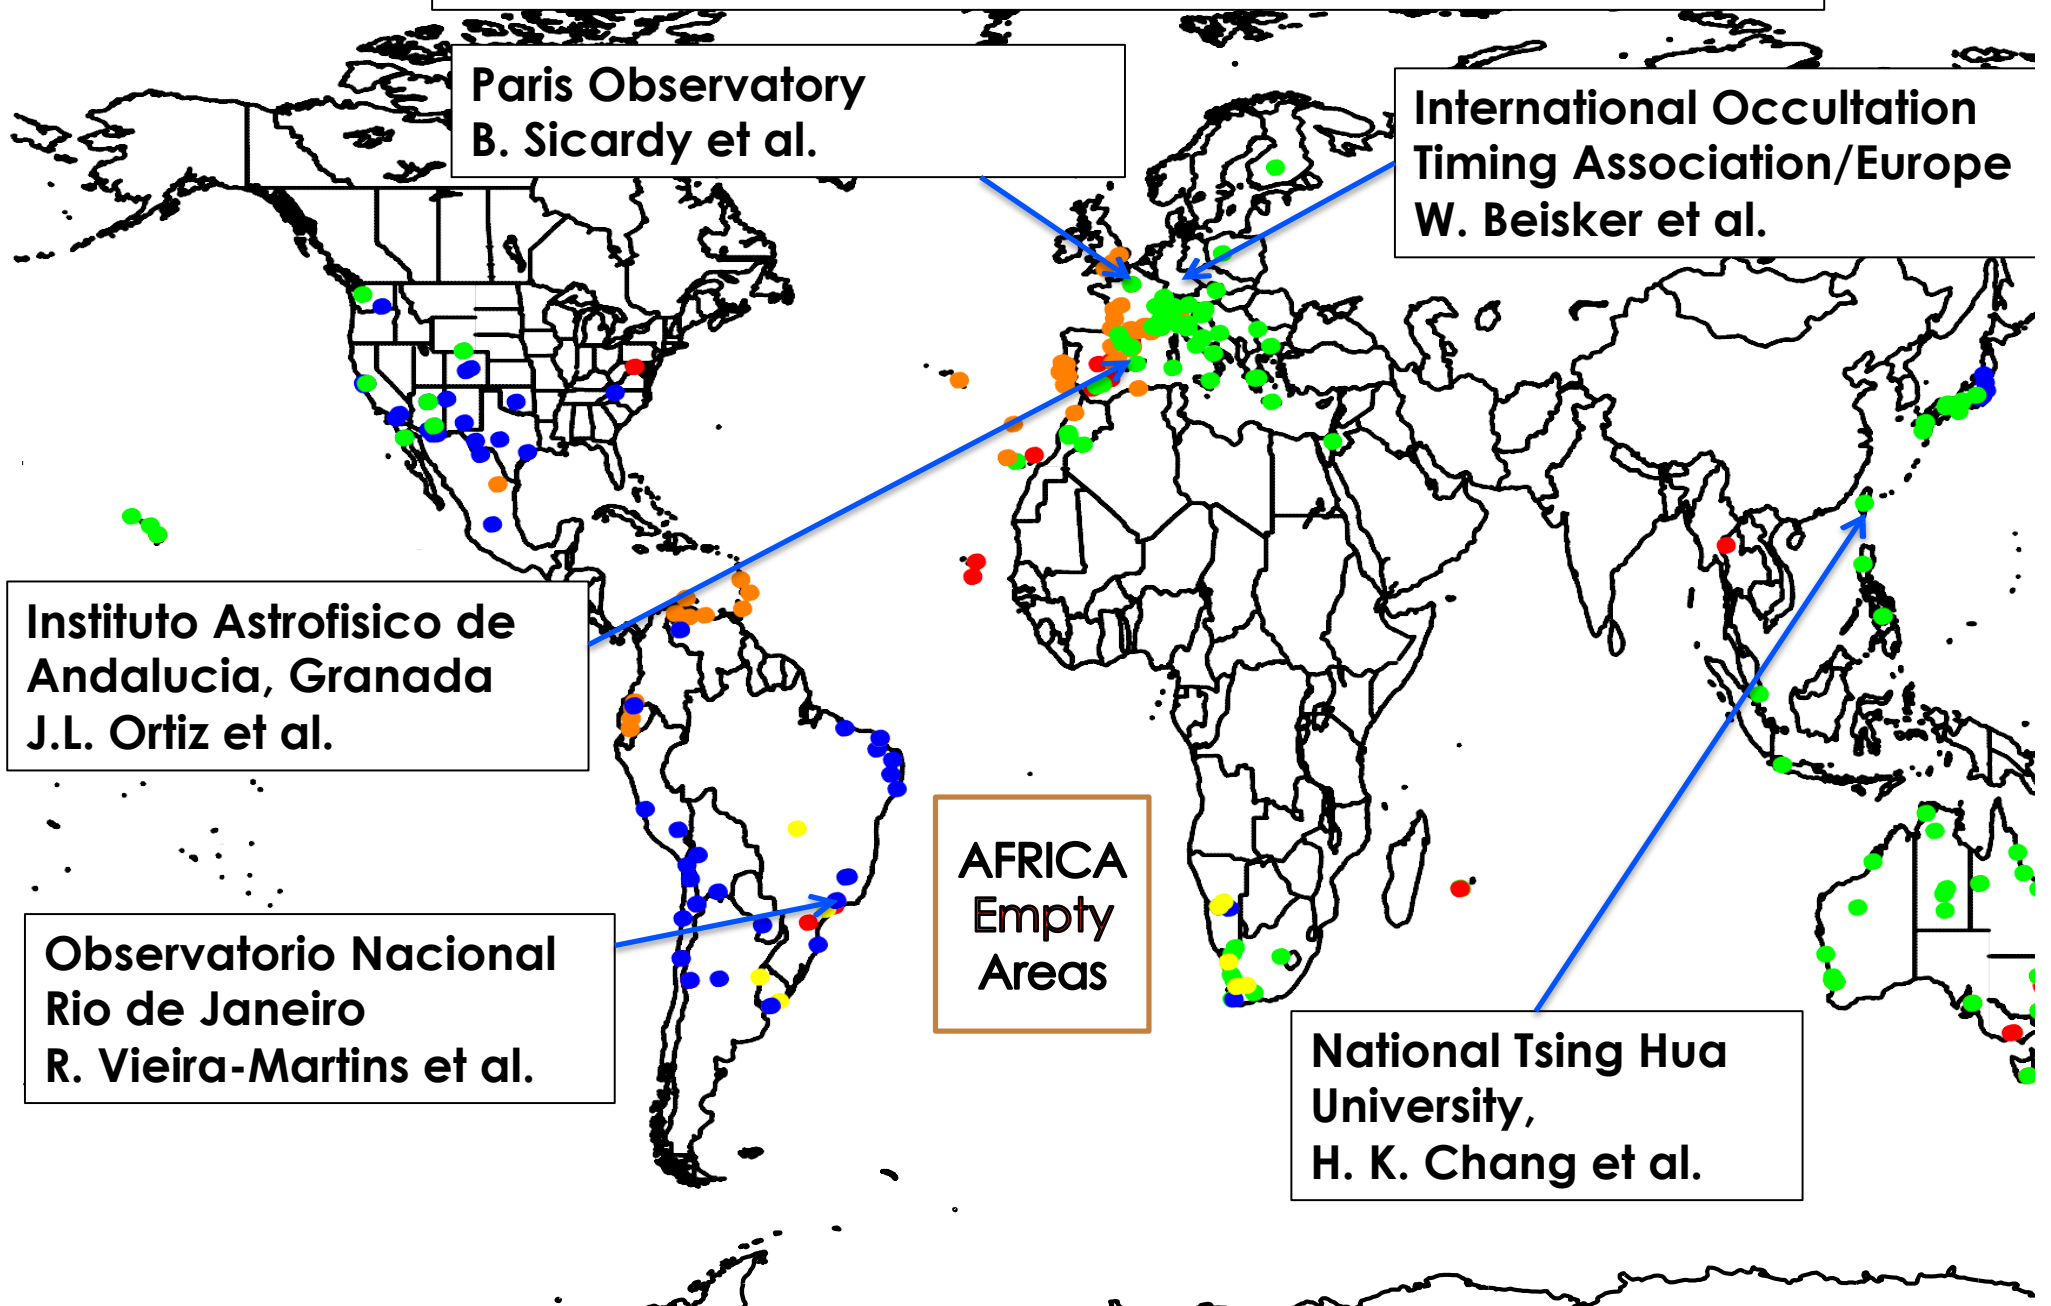 Paris Observatory
B. Sicardy et al.
International Occultation
Timing Association/Europe
W. Beisker et al.
Instituto Astrofisico de
Andalucia, Granada
J.L. Ortiz et al.
AFRICA
Empty
Areas
Observatorio Nacional
Rio de Janeiro
R. Vieira-Martins et al.
National Tsing Hua
University,
H. K. Chang et al.